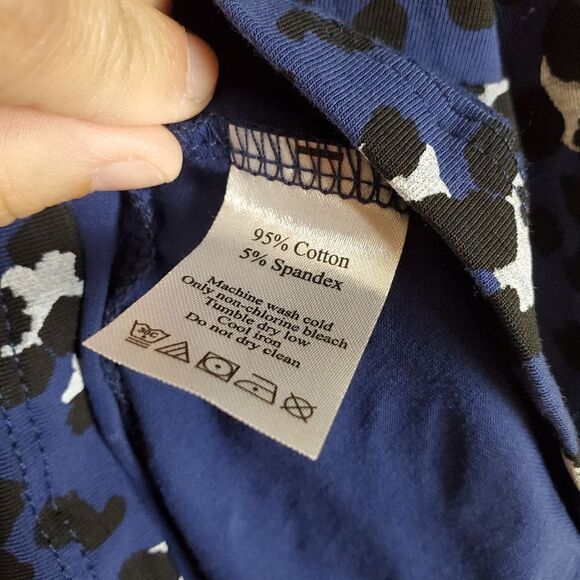 95% Cotton
5% Spandex
Machine wash cold
Only non-chlorine bleach
Tumble dry low
Cool iron
Do not dry clean